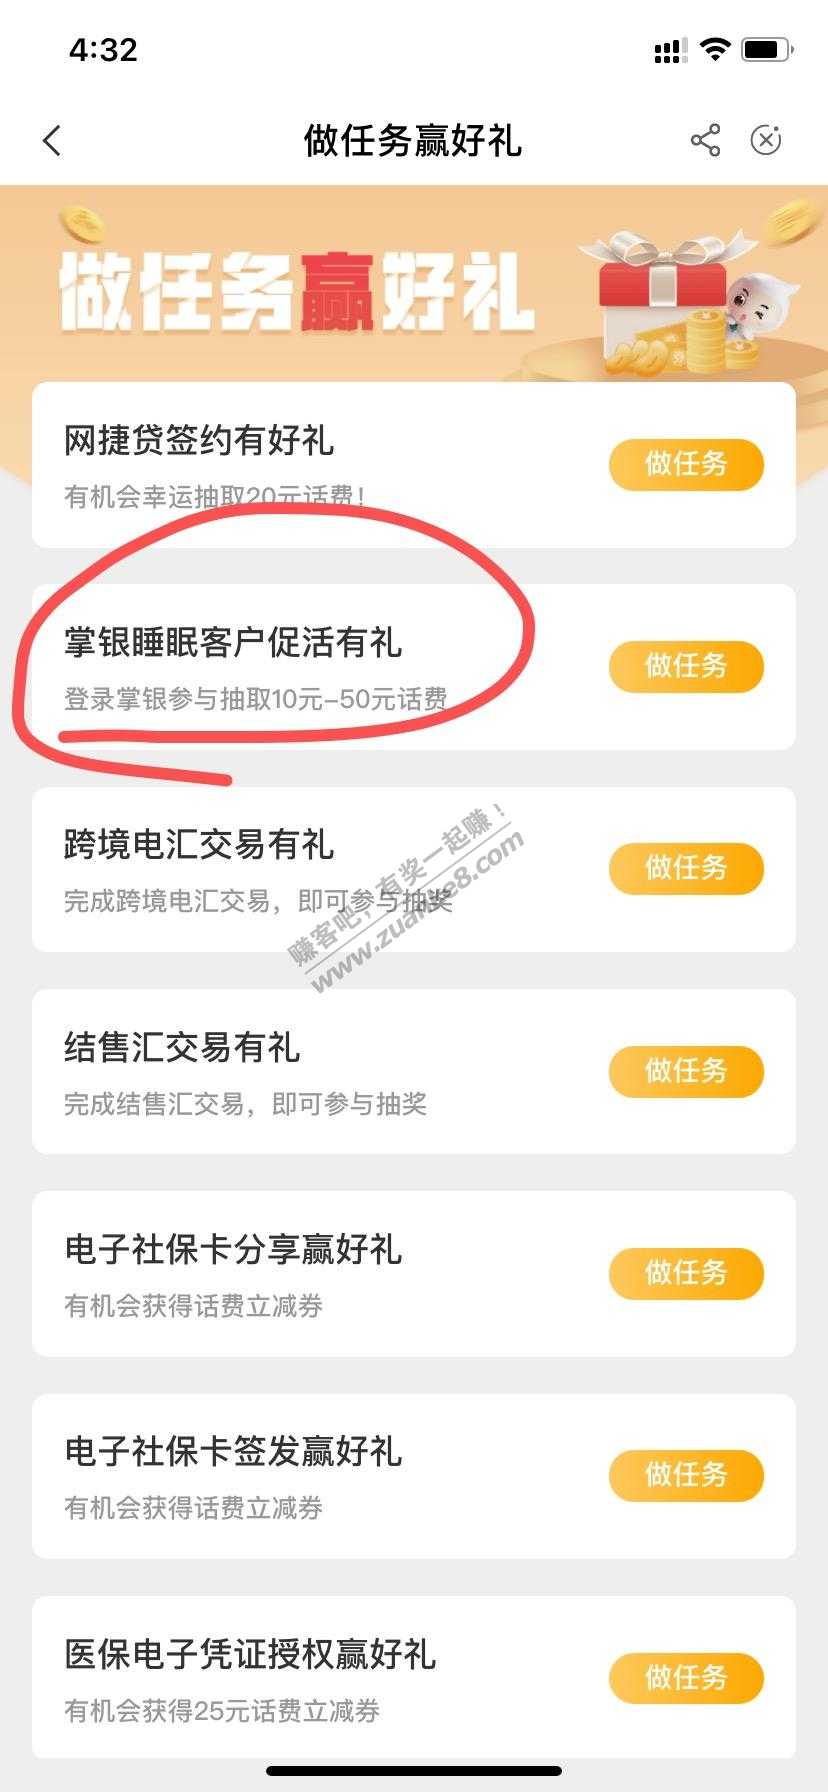 4:32
做任务赢好礼
做任务赢好礼
网捷贷签约有好礼
有机会幸运抽取20元话费!
做任务
掌银睡眠客户促活有礼
登录掌银参与抽取10元-50元话费
做任务
跨境电汇交易有礼
完成跨境电汇交易，即可参与抽奖
做任务
赚客吧，有奖一起赚！
www.zuanke8.com
结售汇交易有礼
完成结售汇交易，即可参与抽奖
做任务
电子社保卡分享赢好礼
有机会获得话费立减券
做任务
电子社保卡签发赢好礼
有机会获得话费立减券
做任务
医保电子凭证授权赢好礼
有机会获得25元话费立减券
做任务